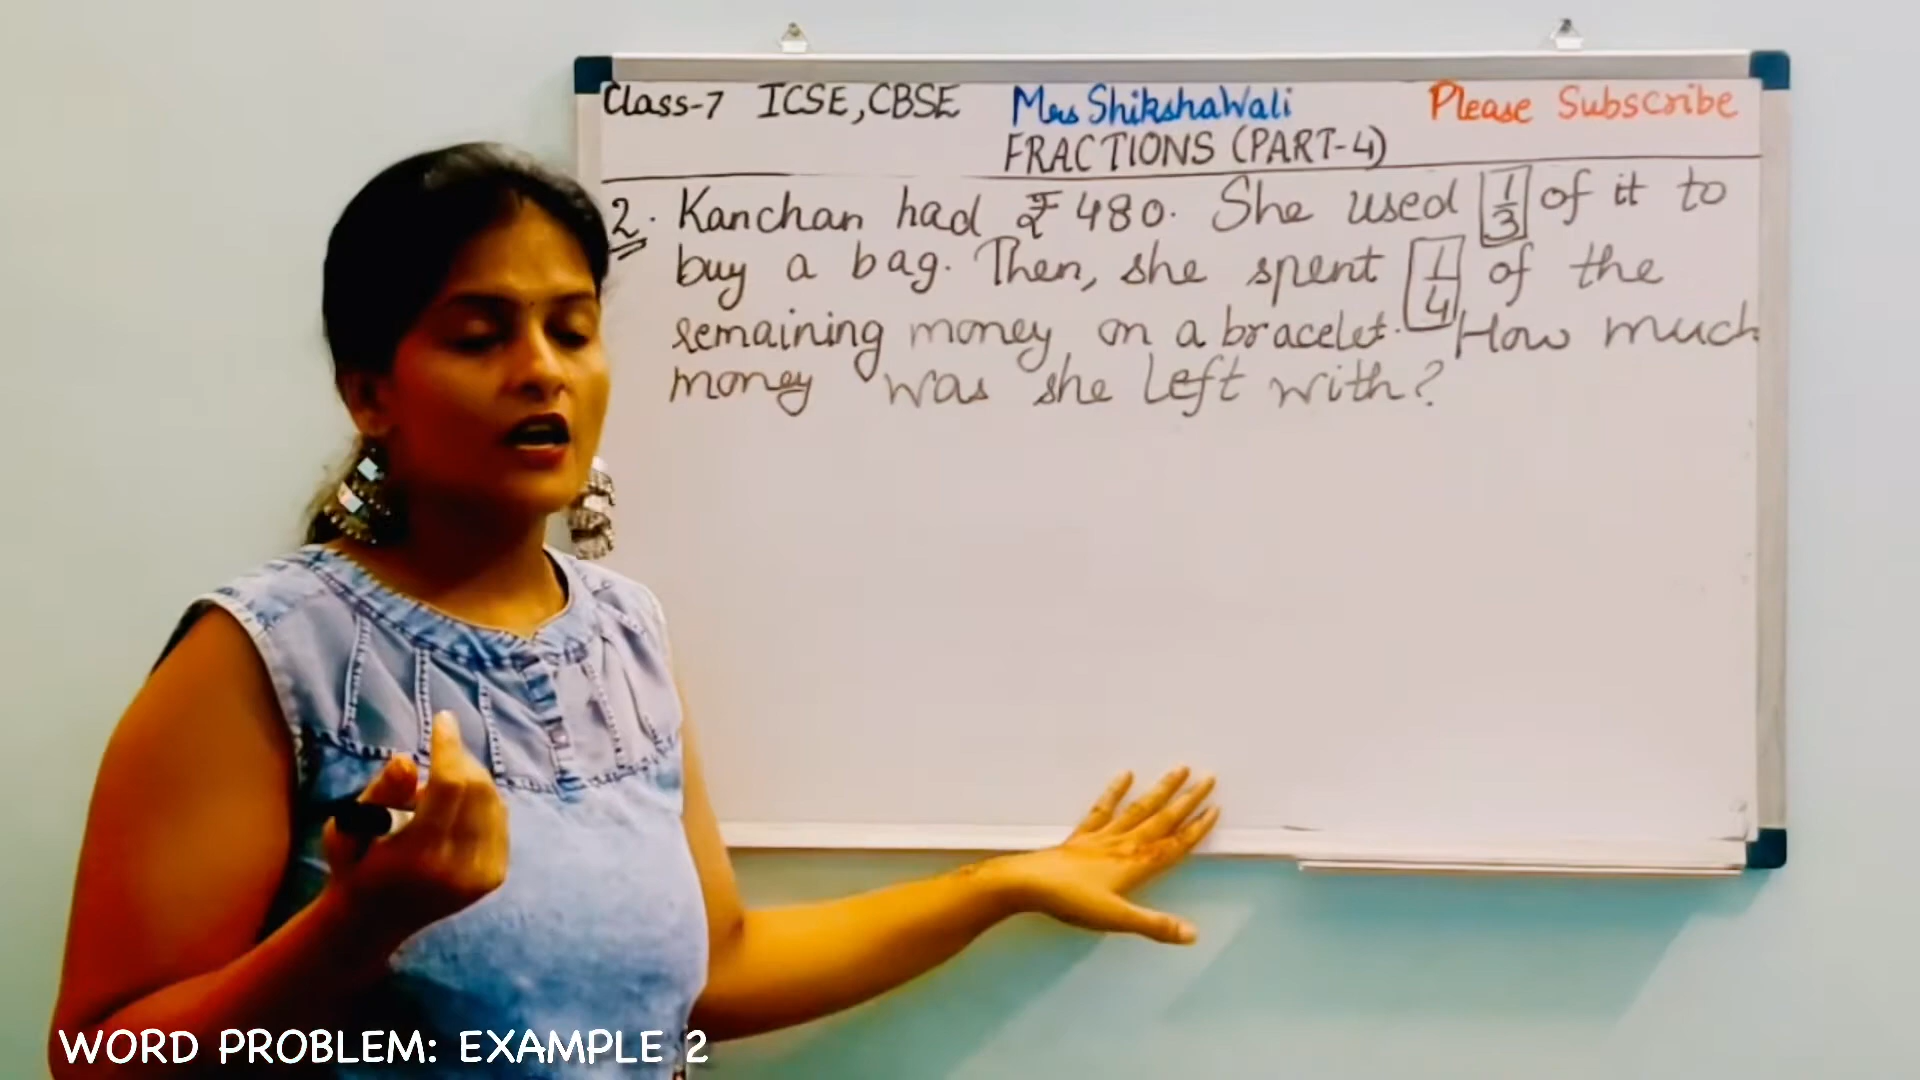 Class-7 ICSE, CBSE Mrs ShikshaWali Please Subscribe
FRACTIONS (PART-4)
2. Kanchan had ₹ 480. She used 1/3 of it to
buy a bag. Then, she spent 1/4 of the
remaining money on a bracelet. How much
money was she left with?
WORD PROBLEM: EXAMPLE 2